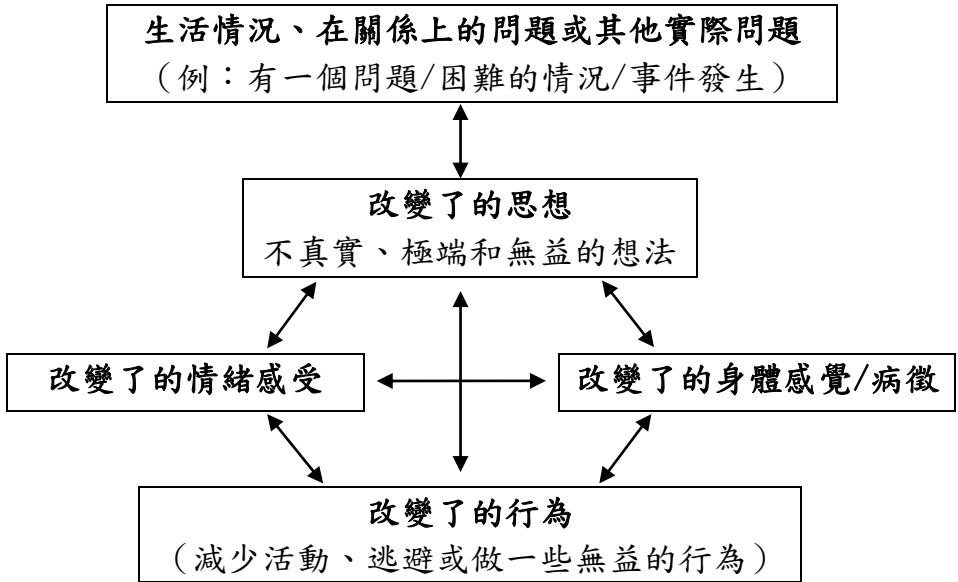 生活情況、在關係上的問題或其他實際問題
（例：有一個問題/困難的情況/事件發生）
改變了的思想
不真實、極端和無益的想法
改變了的情緒感受
改變了的身體感覺/病徵
改變了的行為
（減少活動、逃避或做一些無益的行為）